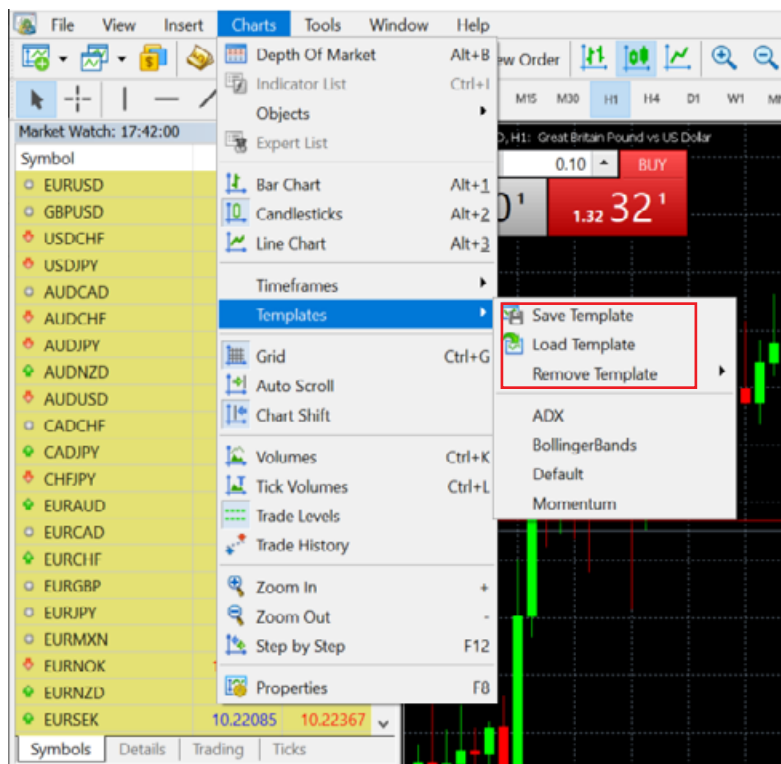 File View Insert Charts Tools Window Help
ew Order
M15 M30 H1 H4 D1 W1
Market Watch: 17:42:00
Symbol
EURUSD
GBPUSD
USDCHF
USDJPY
AUDCAD
AUDCHF
AUDJPY
AUDNZD
AUDUSD
CADCHF
CADJPY
CHFJPY
EURAUD
EURCAD
EURCHF
EURGBP
EURJPY
EURMXN
EURNOK
EURNZD
EURSEK 10.22085 10.22367
Symbols Details Trading Ticks
Depth Of Market Alt+B
Indicator List Ctrl+I
Objects
Expert List
Bar Chart Alt+1
Candlesticks Alt+2
Line Chart Alt+3
Timeframes
Templates
Grid Ctrl+G
Auto Scroll
Chart Shift
Volumes Ctrl+K
Tick Volumes Ctrl+L
Trade Levels
Trade History
Zoom In +
Zoom Out -
Step by Step F12
Properties F8
Save Template
Load Template
Remove Template
ADX
BollingerBands
Default
Momentum
D, H1: Great Britain Pound vs US Dollar
0.10 BUY
1.32 32 1